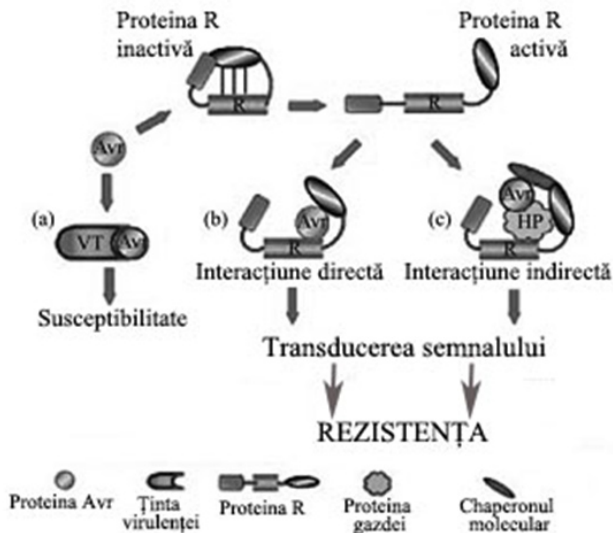 Proteina R
inactivă
Proteina R
activă
R
R
Avr
(a)
VT
Avr
(b)
Avr
R
(c)
Avr
HP
R
Interacțiune directă
Interacțiune indirectă
Susceptibilitate
Transducerea semnalului
REZISTENȚA
Proteina Avr
Ținta
virulenței
Proteina R
Proteina
gazdei
Chaperonul
molecular